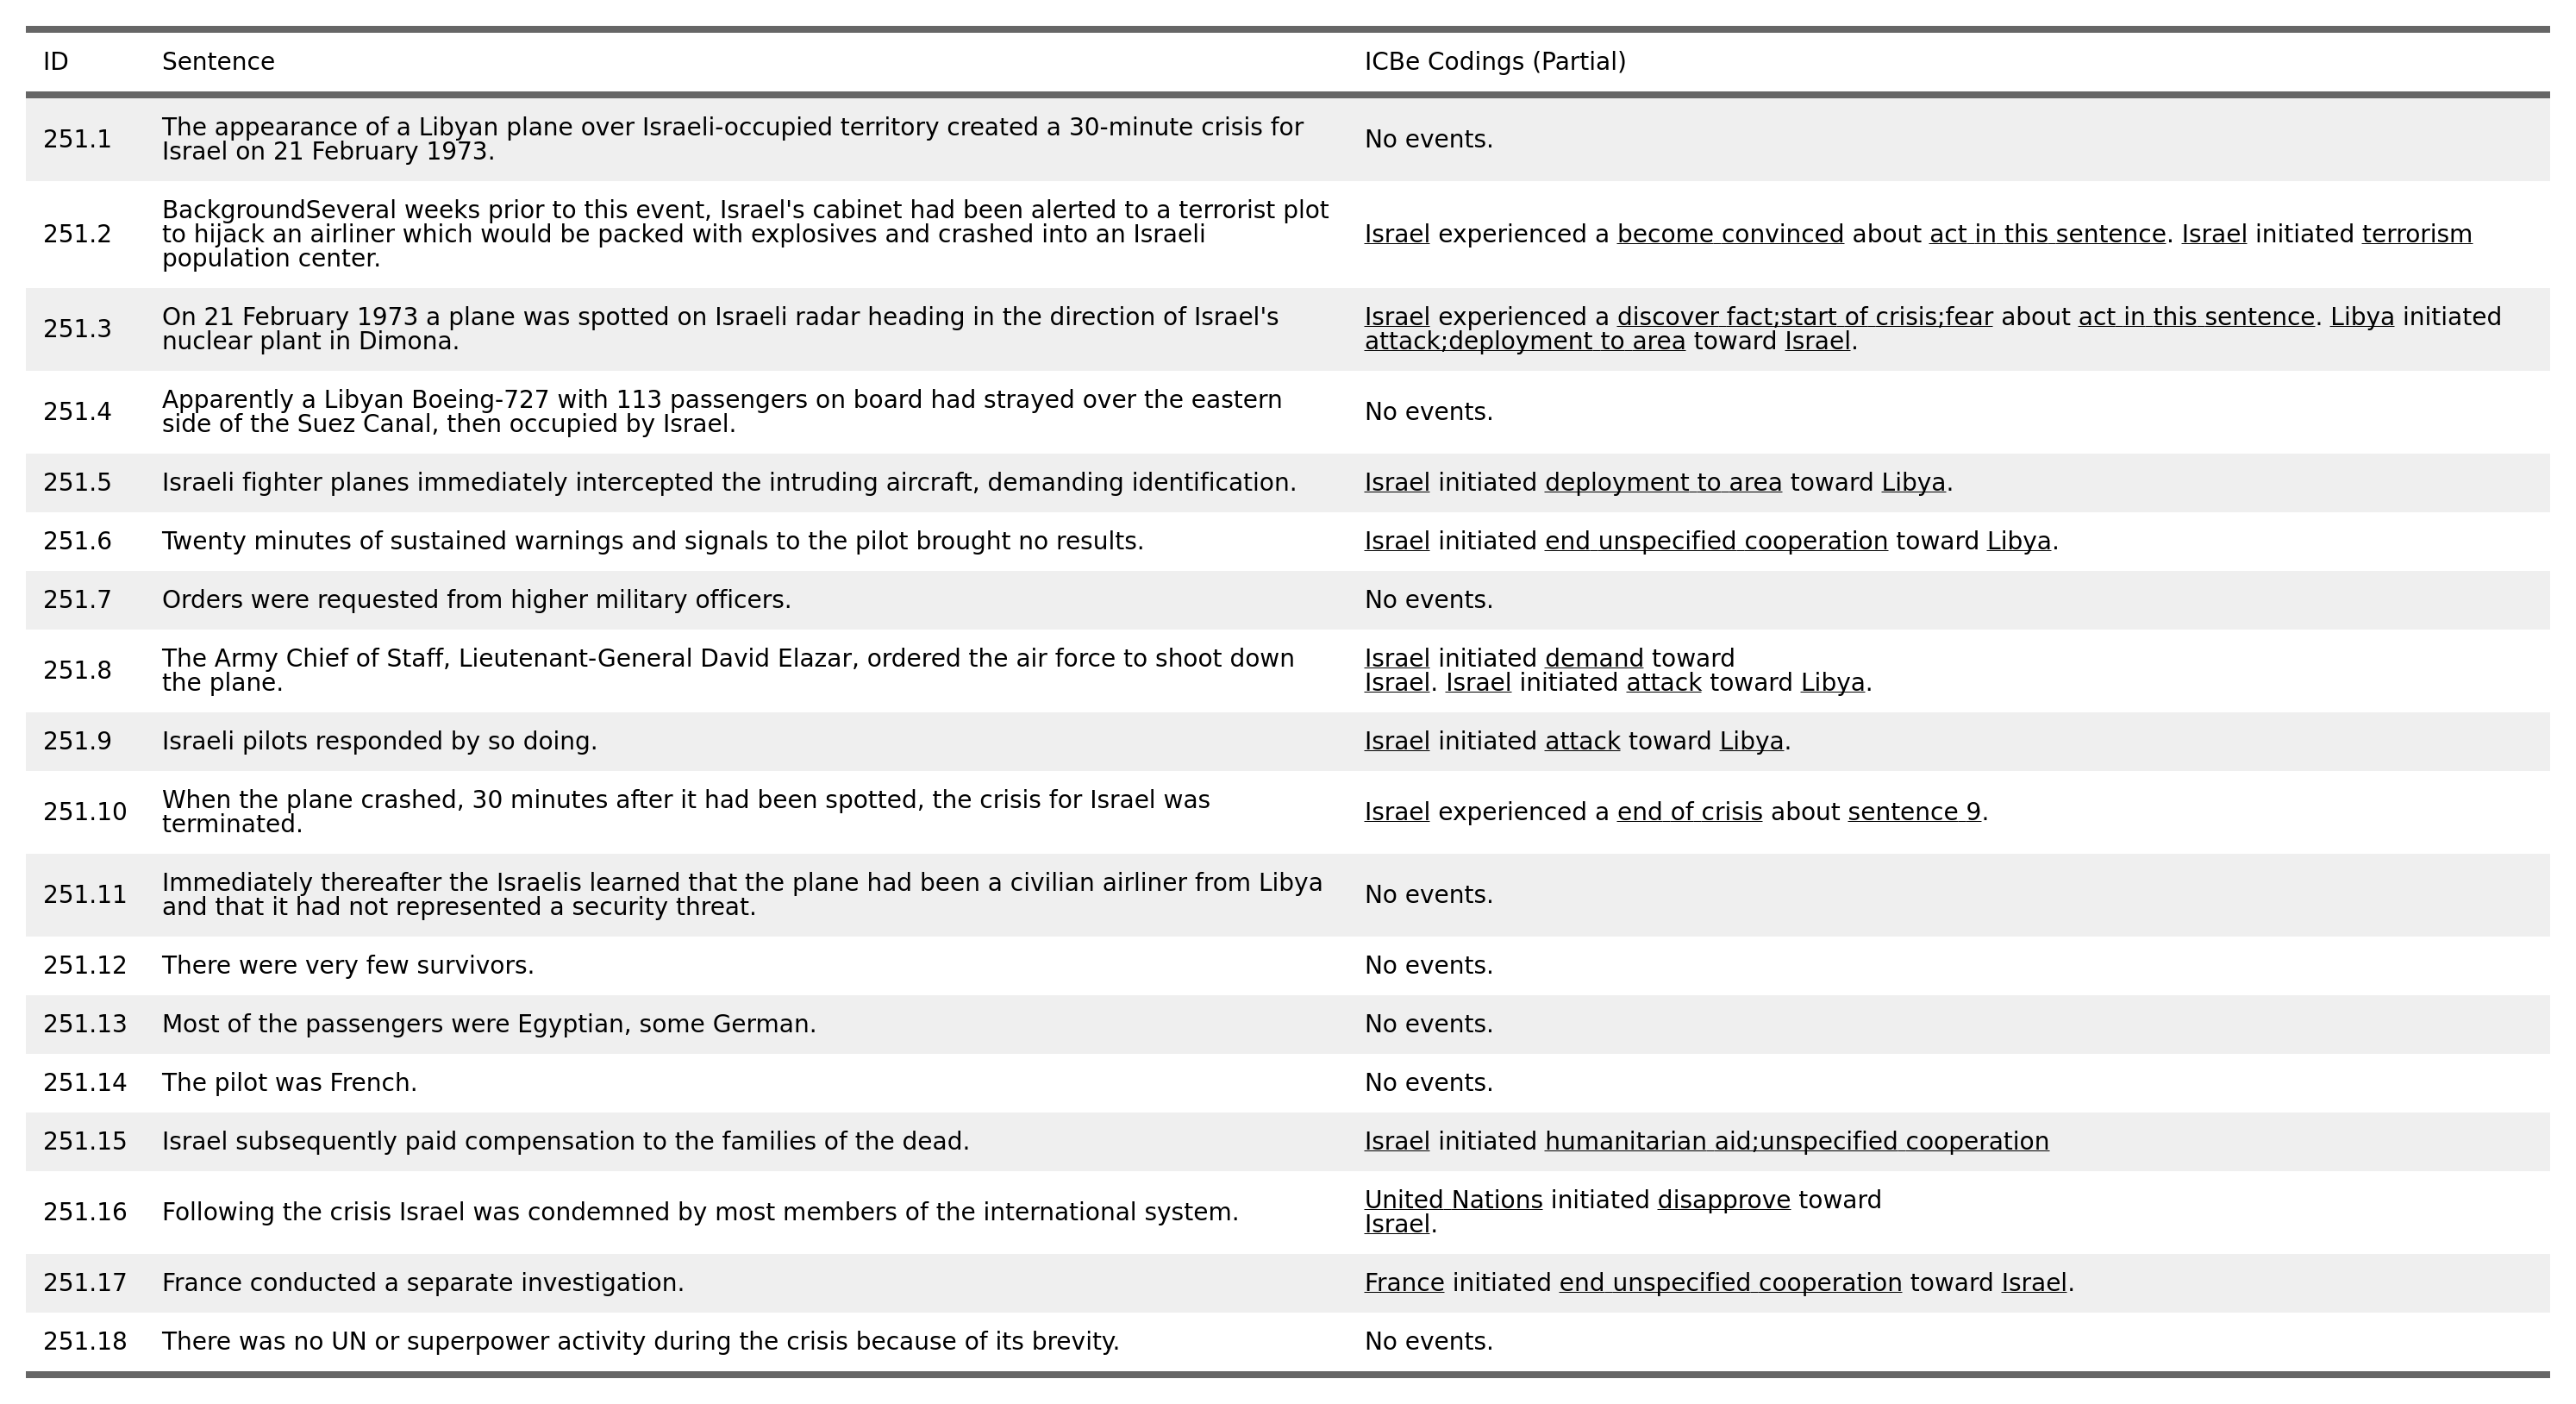 ID Sentence ICBe Codings (Partial)
251.1 The appearance of a Libyan plane over Israeli-occupied territory created a 30-minute crisis for
Israel on 21 February 1973.
No events.
251.2 BackgroundSeveral weeks prior to this event, Israel's cabinet had been alerted to a terrorist plot
to hijack an airliner which would be packed with explosives and crashed into an Israeli
population center.
Israel experienced a become convinced about act in this sentence. Israel initiated terrorism
251.3 On 21 February 1973 a plane was spotted on Israeli radar heading in the direction of Israel's
nuclear plant in Dimona.
Israel experienced a discover fact;start of crisis;fear about act in this sentence. Libya initiated
attack;deployment to area toward Israel.
251.4 Apparently a Libyan Boeing-727 with 113 passengers on board had strayed over the eastern
side of the Suez Canal, then occupied by Israel.
No events.
251.5 Israeli fighter planes immediately intercepted the intruding aircraft, demanding identification. Israel initiated deployment to area toward Libya.
251.6 Twenty minutes of sustained warnings and signals to the pilot brought no results. Israel initiated end unspecified cooperation toward Libya.
251.7 Orders were requested from higher military officers. No events.
251.8 The Army Chief of Staff, Lieutenant-General David Elazar, ordered the air force to shoot down
the plane.
Israel initiated demand toward
Israel. Israel initiated attack toward Libya.
251.9 Israeli pilots responded by so doing. Israel initiated attack toward Libya.
251.10 When the plane crashed, 30 minutes after it had been spotted, the crisis for Israel was
terminated.
Israel experienced a end of crisis about sentence 9.
251.11 Immediately thereafter the Israelis learned that the plane had been a civilian airliner from Libya
and that it had not represented a security threat.
No events.
251.12 There were very few survivors. No events.
251.13 Most of the passengers were Egyptian, some German. No events.
251.14 The pilot was French. No events.
251.15 Israel subsequently paid compensation to the families of the dead. Israel initiated humanitarian aid;unspecified cooperation
251.16 Following the crisis Israel was condemned by most members of the international system.
United Nations initiated disapprove toward
Israel.
251.17 France conducted a separate investigation. France initiated end unspecified cooperation toward Israel.
251.18 There was no UN or superpower activity during the crisis because of its brevity. No events.